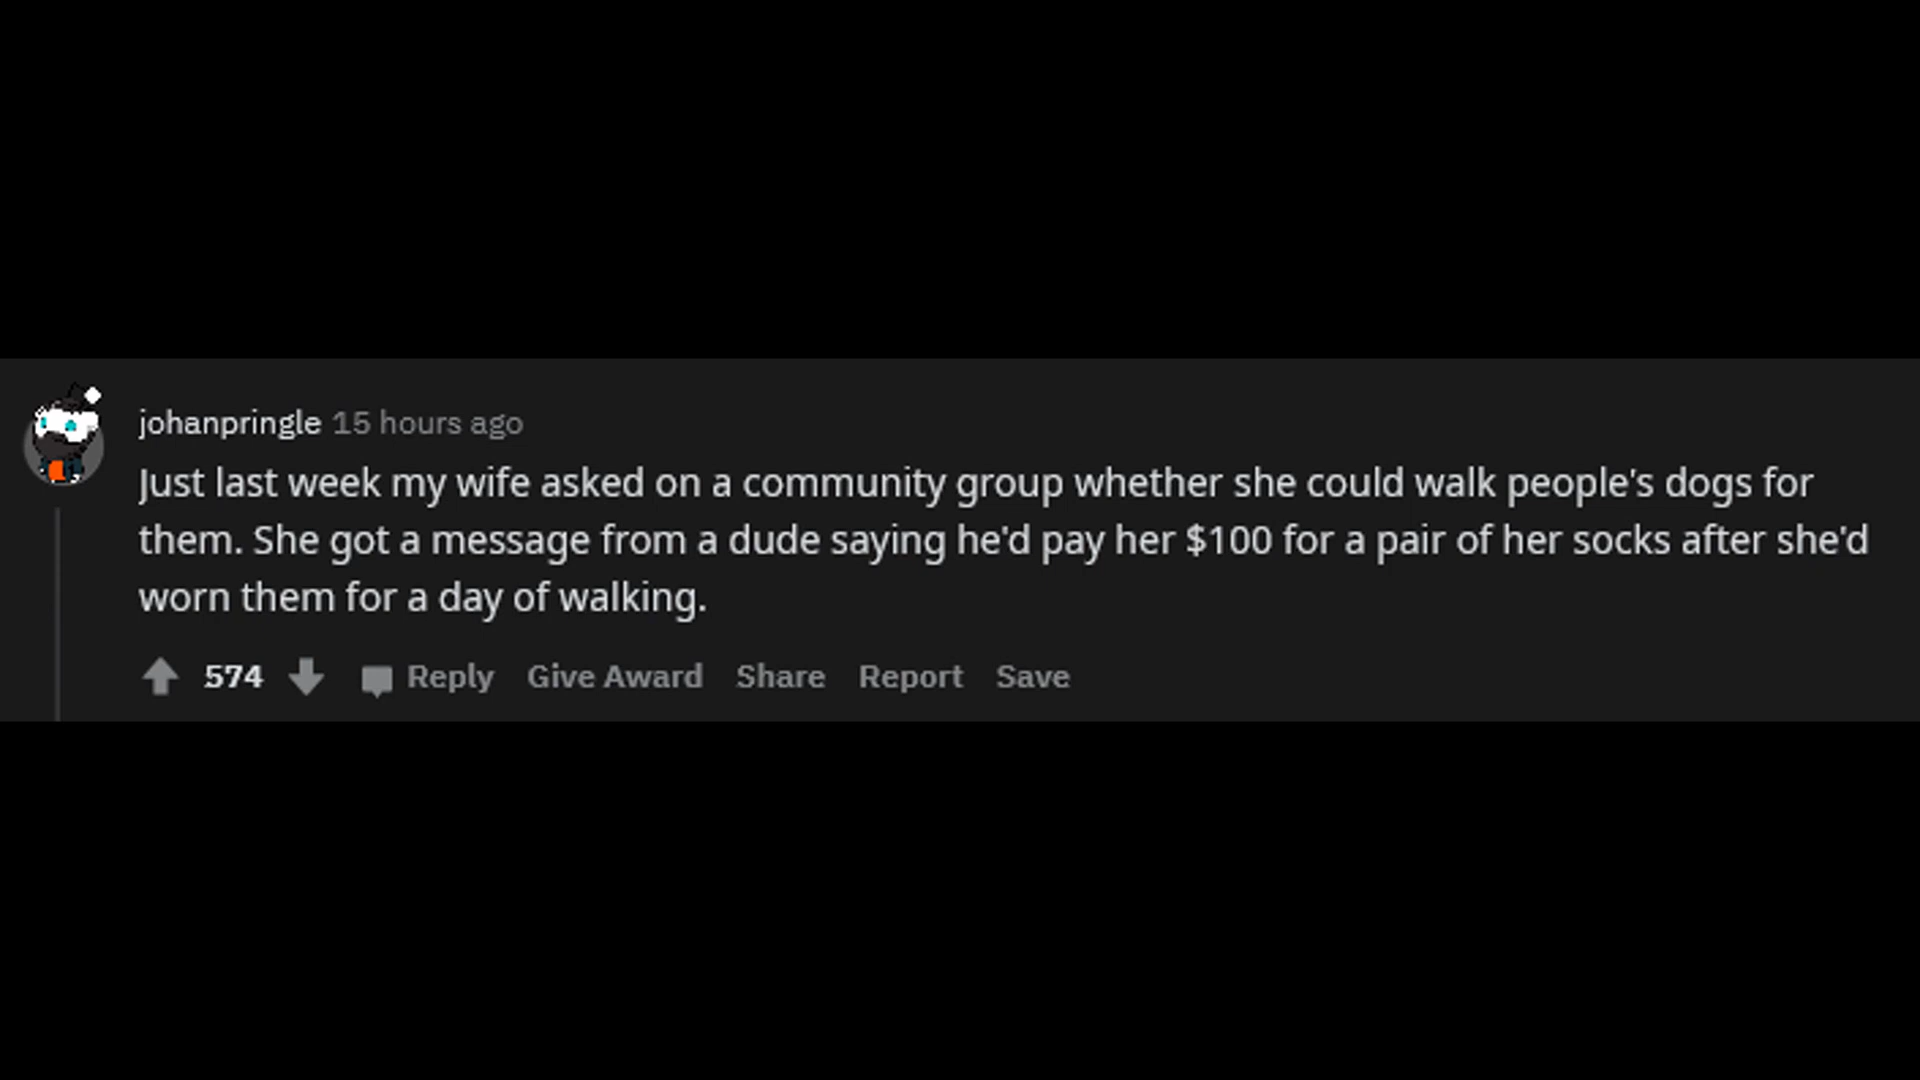 johanpringle 15 hours ago
Just last week my wife asked on a community group whether she could walk people's dogs for
them. She got a message from a dude saying he'd pay her $100 for a pair of her socks after she'd
worn them for a day of walking.
574 Reply Give Award Share Report Save